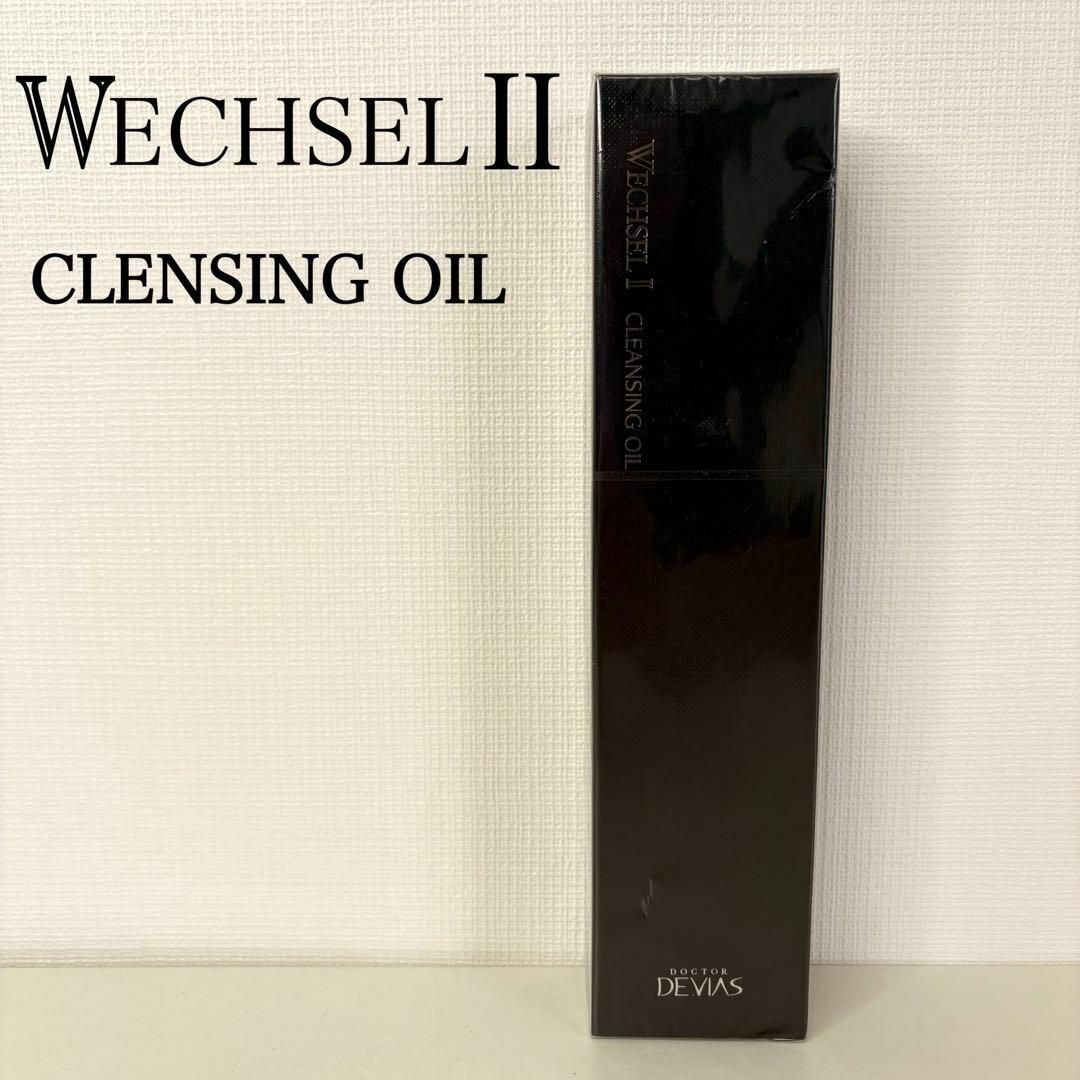 WECHSEL II
CLENSING OIL
WECHSEL II CLEANSING OIL
DOCTOR
DEVIAS